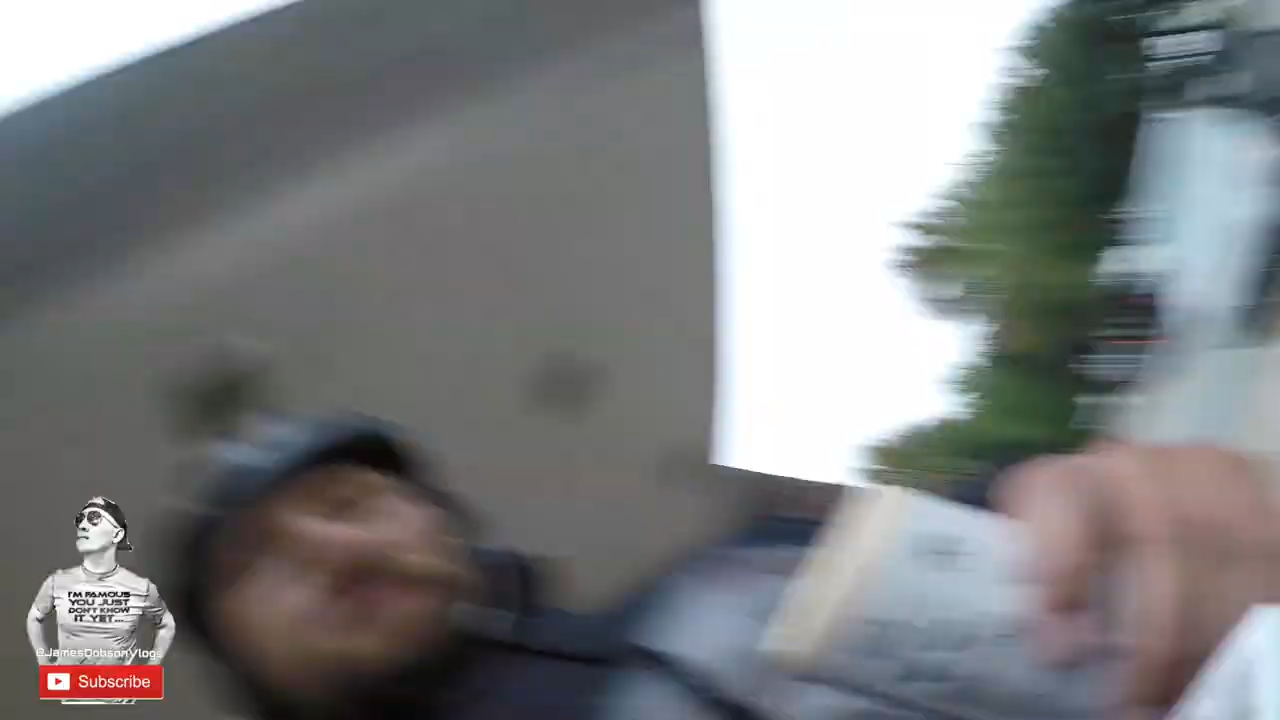 I'M FAMOUS
YOU JUST
DON'T KNOW
IT YET...
@JamesDobsonVlogs
Subscribe